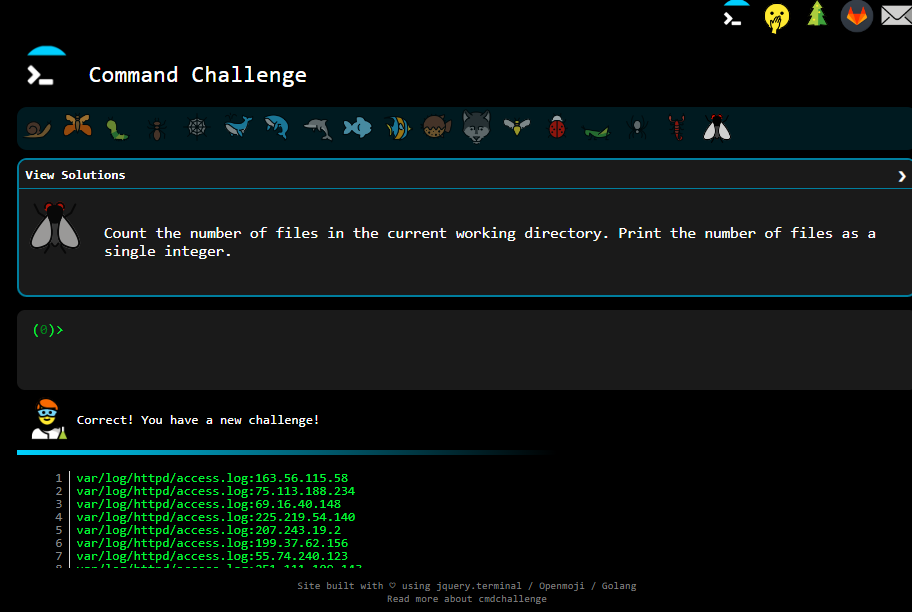 Command Challenge
View Solutions
Count the number of files in the current working directory. Print the number of files as a
single integer.
(0)>
Correct! You have a new challenge!
1 var/log/httpd/access.log:163.56.115.58
2 var/log/httpd/access.log:75.113.188.234
3 var/log/httpd/access.log:69.16.40.148
4 var/log/httpd/access.log:225.219.54.140
5 var/log/httpd/access.log:207.243.19.2
6 var/log/httpd/access.log:199.37.62.156
7 var/log/httpd/access.log:55.74.240.123
Site built with ♡ using jquery.terminal / Openmoji / Golang
Read more about cmdchallenge